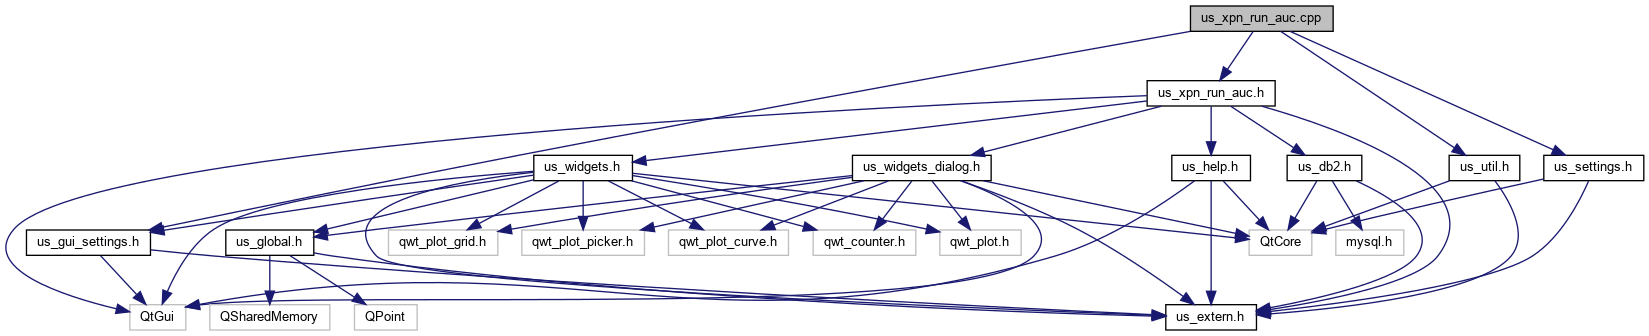 us_xpn_run_auc.cpp
us_xpn_run_auc.h
us_widgets.h
us_widgets_dialog.h
us_help.h
us_db2.h
us_util.h
us_settings.h
us_gui_settings.h
us_global.h
qwt_plot_grid.h
qwt_plot_picker.h
qwt_plot_curve.h
qwt_counter.h
qwt_plot.h
QtCore
mysql.h
QtGui
QSharedMemory
QPoint
us_extern.h